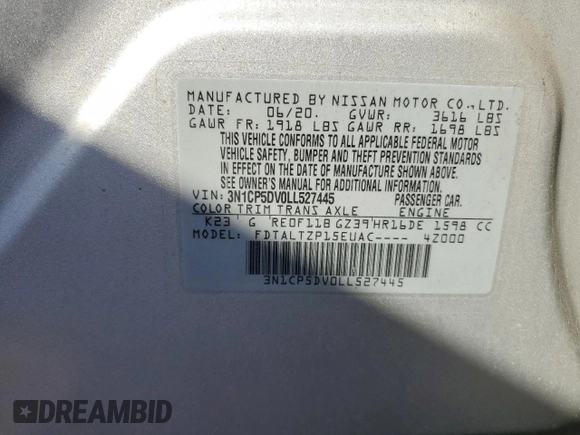 MANUFACTURED BY NISSAN MOTOR CO.,LTD.
DATE: 06/20. GVWR: 3616 LBS
GAWR FR: 1918 LBS GAWR RR: 1698 LBS
THIS VEHICLE CONFORMS TO ALL APPLICABLE FEDERAL MOTOR
VEHICLE SAFETY, BUMPER AND THEFT PREVENTION STANDARDS
IN EFFECT ON THE DATE OF MANUFACTURE SHOWN ABOVE.
SEE OWNER'S MANUAL FOR ADDITIONAL INFORMATION.
VIN: 3N1CP5DV0LL527445 PASSENGER CAR.
COLOR TRIM TRANS AXLE ENGINE
K23 G RE0F11B GZ39 HR16DE 1598 CC
MODEL: FDTALTZP15EUAC---- 4Z000
3N1CP5DV0LL527445
DREAMBID